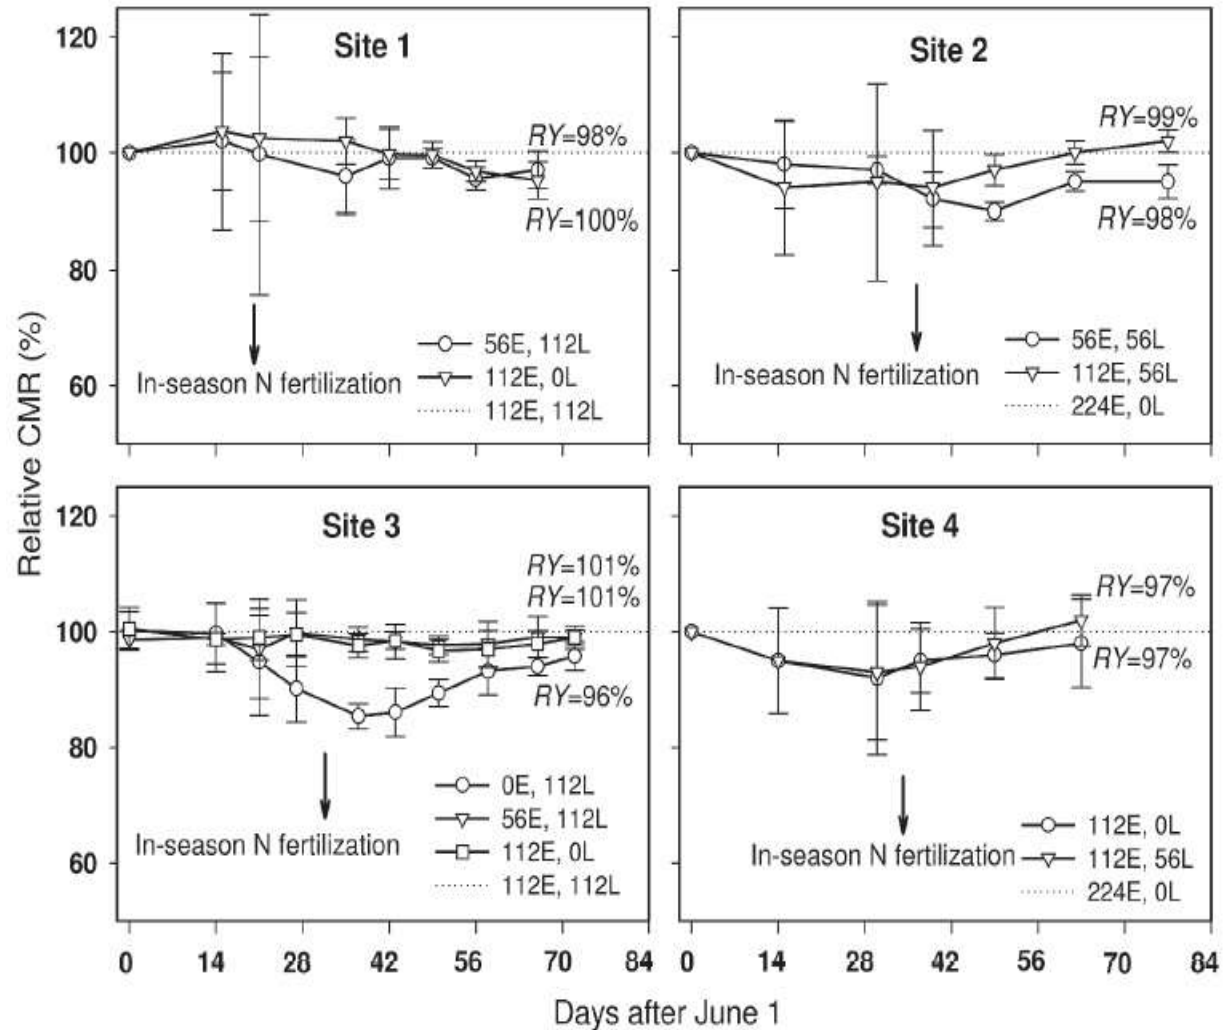 Relative CMR (%)
120
100
80
60
Site 1
RY=98%
RY=100%
In-season N fertilization
56E, 112L
112E, 0L
112E, 112L
Site 2
RY=99%
RY=98%
In-season N fertilization
56E, 56L
112E, 56L
224E, 0L
120
100
80
60
Site 3
RY=101%
RY=101%
RY=96%
In-season N fertilization
0E, 112L
56E, 112L
112E, 0L
112E, 112L
0 14 28 42 56 70 84
Site 4
RY=97%
RY=97%
In-season N fertilization
112E, 0L
112E, 56L
224E, 0L
0 14 28 42 56 70 84
Days after June 1